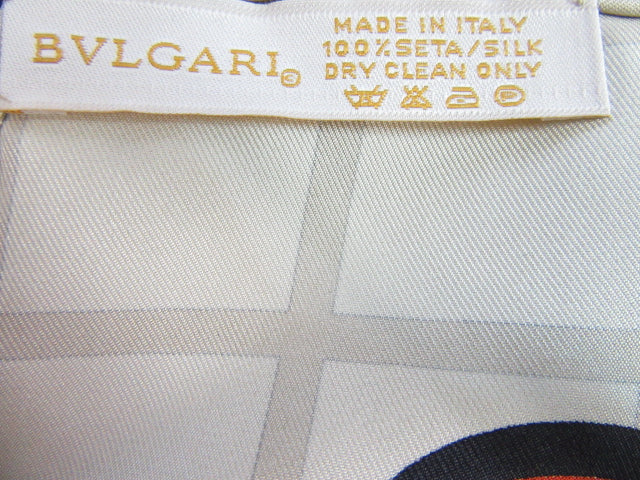 BVLGARI
MADE IN ITALY
100%SETA/SILK
DRY CLEAN ONLY